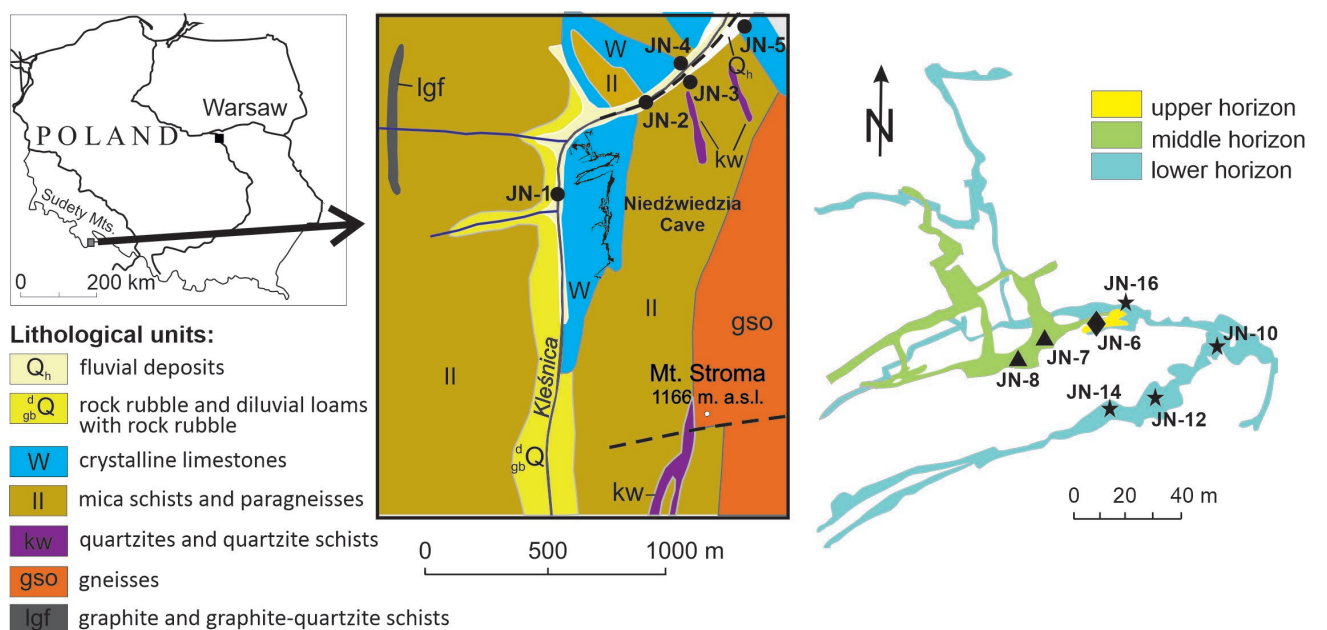 Warsaw
POLAND
Sudety Mts.
0 200 km
Lithological units:
Qh fluvial deposits
d gb Q rock rubble and diluvial loams
with rock rubble
W crystalline limestones
II mica schists and paragneisses
kw quartzites and quartzite schists
gso gneisses
lgf graphite and graphite-quartzite schists
W
JN-4
JN-5
lgf
II
Qh
JN-3
JN-2
kw
JN-1
Niedźwiedzia
Cave
W
II
gso
Kleśnica
II
Mt. Stroma
1166 m. a.s.l.
d gb Q
kw
0 500 1000 m
N
upper horizon
middle horizon
lower horizon
JN-16
JN-10
JN-6
JN-7
JN-8
JN-14
JN-12
0 20 40 m